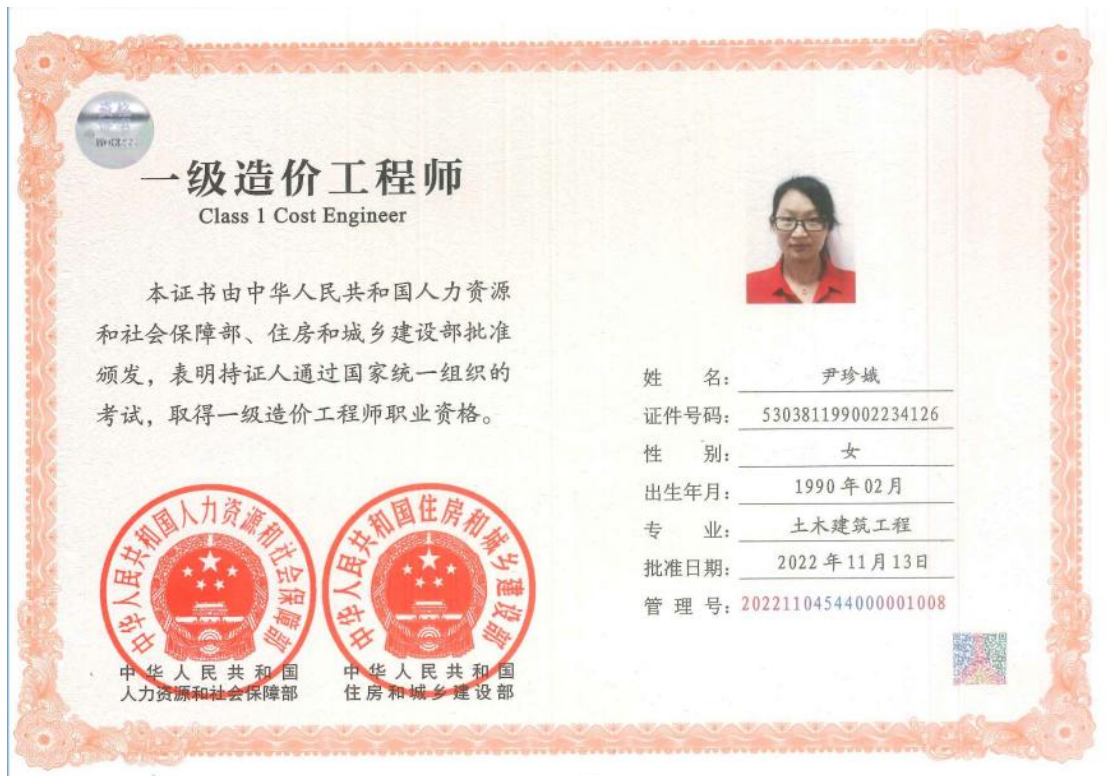 一级造价工程师
Class 1 Cost Engineer
本证书由中华人民共和国人力资源
和社会保障部、住房和城乡建设部批准
颁发，表明持证人通过国家统一组织的
考试，取得一级造价工程师职业资格。
姓 名： 尹珍娥
证件号码： 530381199002234126
性 别： 女
出生年月： 1990年02月
专 业： 土木建筑工程
批准日期： 2022年11月13日
管 理 号： 20221104544000001008
中华人民共和国人力资源和社会保障部
中华人民共和国住房和城乡建设部
中华人民共和国
人力资源和社会保障部
中华人民共和国
住房和城乡建设部